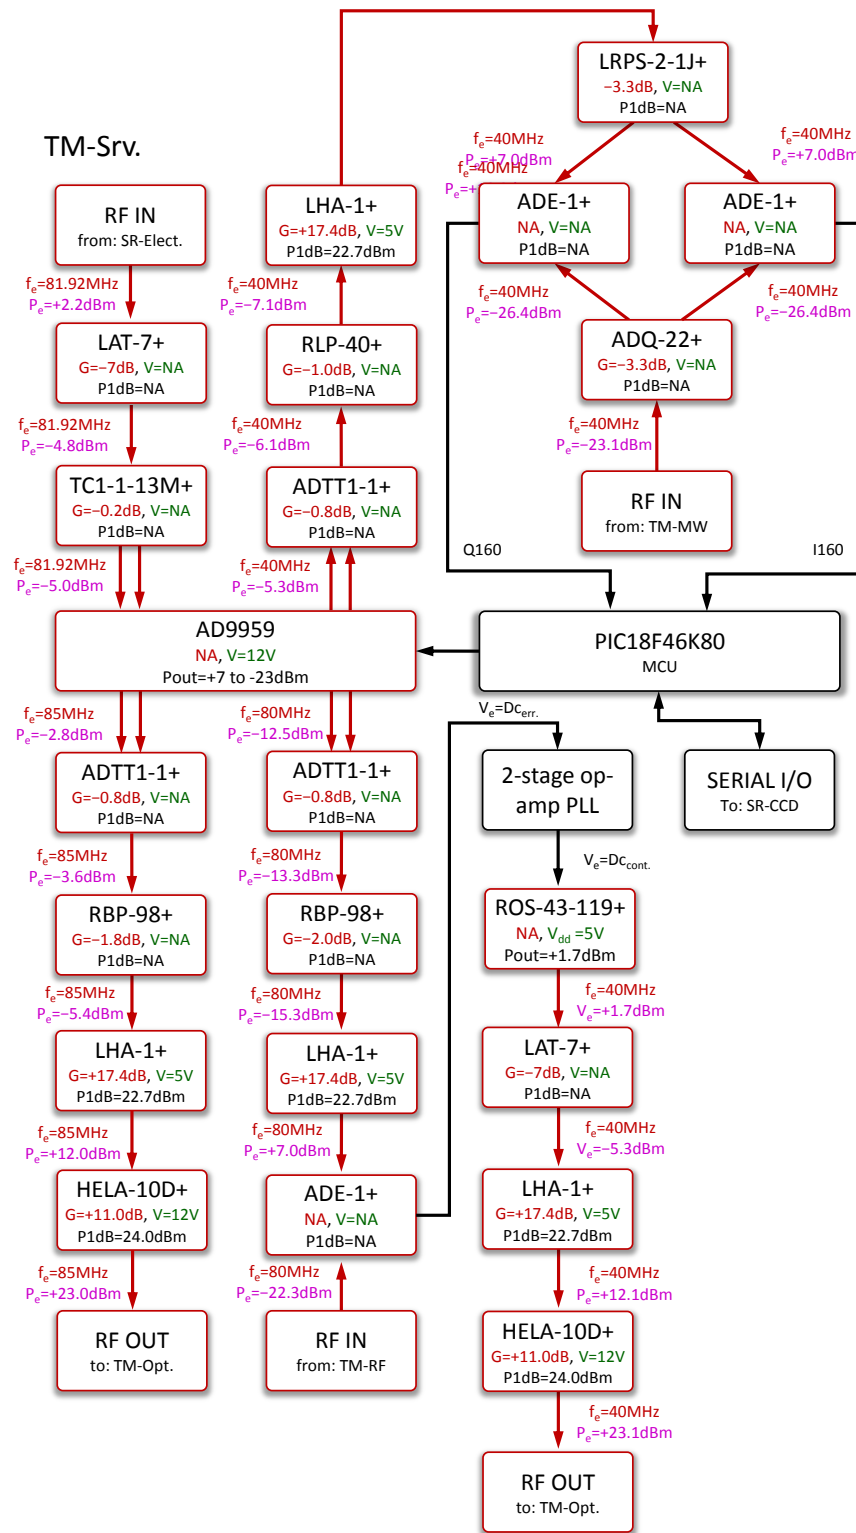 TM-Srv.
RF IN
from: SR-Elect.
fe=81.92MHz
Pe=+2.2dBm
LAT-7+
G=−7dB, V=NA
P1dB=NA
fe=81.92MHz
Pe=−4.8dBm
TC1-1-13M+
G=−0.2dB, V=NA
P1dB=NA
fe=81.92MHz
Pe=−5.0dBm
LHA-1+
G=+17.4dB, V=5V
P1dB=22.7dBm
fe=40MHz
Pe=−7.1dBm
RLP-40+
G=−1.0dB, V=NA
P1dB=NA
fe=40MHz
Pe=−6.1dBm
ADTT1-1+
G=−0.8dB, V=NA
P1dB=NA
fe=40MHz
Pe=−5.3dBm
LRPS-2-1J+
−3.3dB, V=NA
P1dB=NA
fe=40MHz
Pe=+7.0dBm
fe=40MHz
fe=40MHz
Pe=+7.0dBm
ADE-1+
NA, V=NA
P1dB=NA
ADE-1+
NA, V=NA
P1dB=NA
fe=40MHz
Pe=−26.4dBm
fe=40MHz
Pe=−26.4dBm
ADQ-22+
G=−3.3dB, V=NA
P1dB=NA
fe=40MHz
Pe=−23.1dBm
RF IN
from: TM-MW
Q160
I160
AD9959
NA, V=12V
Pout=+7 to -23dBm
PIC18F46K80
MCU
fe=85MHz
Pe=−2.8dBm
ADTT1-1+
G=−0.8dB, V=NA
P1dB=NA
fe=85MHz
Pe=−3.6dBm
RBP-98+
G=−1.8dB, V=NA
P1dB=NA
fe=85MHz
Pe=−5.4dBm
LHA-1+
G=+17.4dB, V=5V
P1dB=22.7dBm
fe=85MHz
Pe=+12.0dBm
HELA-10D+
G=+11.0dB, V=12V
P1dB=24.0dBm
fe=85MHz
Pe=+23.0dBm
RF OUT
to: TM-Opt.
fe=80MHz
Pe=−12.5dBm
ADTT1-1+
G=−0.8dB, V=NA
P1dB=NA
fe=80MHz
Pe=−13.3dBm
RBP-98+
G=−2.0dB, V=NA
P1dB=NA
fe=80MHz
Pe=−15.3dBm
LHA-1+
G=+17.4dB, V=5V
P1dB=22.7dBm
fe=80MHz
Pe=+7.0dBm
ADE-1+
NA, V=NA
P1dB=NA
fe=80MHz
Pe=−22.3dBm
RF IN
from: TM-RF
Ve=Dcerr.
2-stage op-
amp PLL
SERIAL I/O
To: SR-CCD
Ve=Dccont.
ROS-43-119+
NA, Vdd =5V
Pout=+1.7dBm
fe=40MHz
Ve=+1.7dBm
LAT-7+
G=−7dB, V=NA
P1dB=NA
fe=40MHz
Ve=−5.3dBm
LHA-1+
G=+17.4dB, V=5V
P1dB=22.7dBm
fe=40MHz
Pe=+12.1dBm
HELA-10D+
G=+11.0dB, V=12V
P1dB=24.0dBm
fe=40MHz
Pe=+23.1dBm
RF OUT
to: TM-Opt.